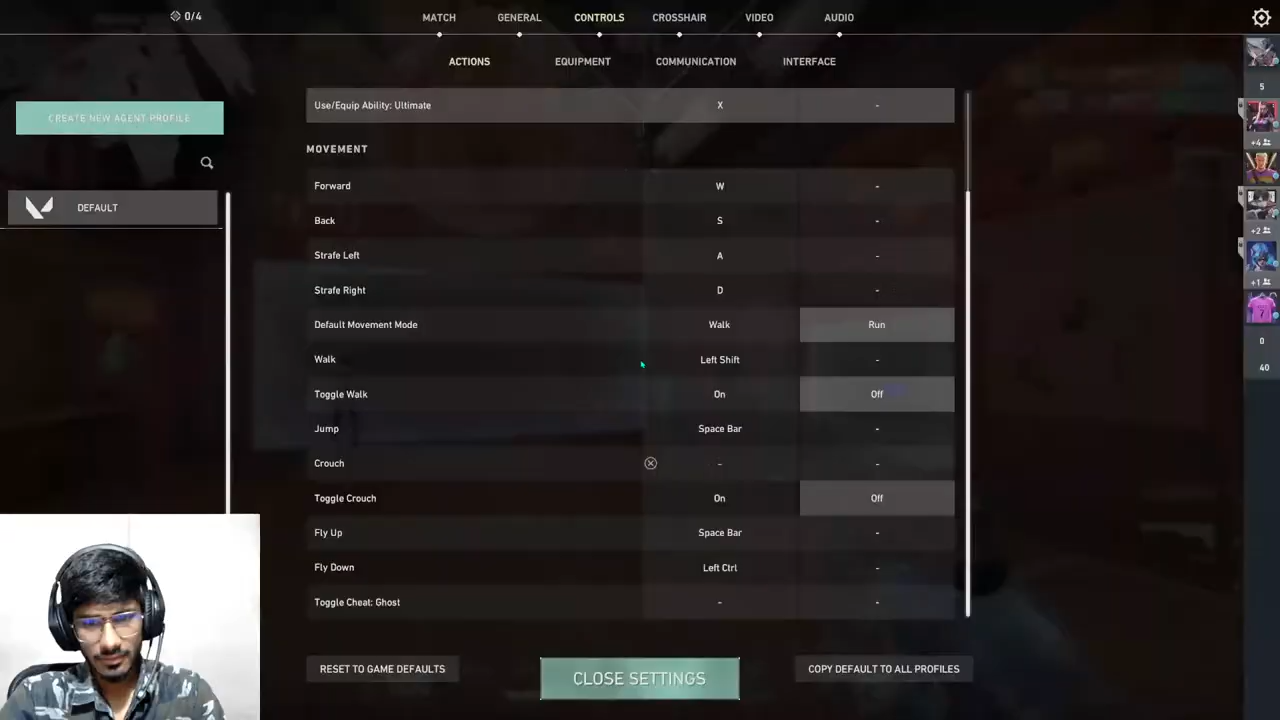 0/4
MATCH
GENERAL
CONTROLS
CROSSHAIR
VIDEO
AUDIO
ACTIONS
EQUIPMENT
COMMUNICATION
INTERFACE
CREATE NEW AGENT PROFILE
DEFAULT
Use/Equip Ability: Ultimate X -
MOVEMENT
Forward W -
Back S -
Strafe Left A -
Strafe Right D -
Default Movement Mode Walk Run
Walk Left Shift -
Toggle Walk On Off
Jump Space Bar -
Crouch - -
Toggle Crouch On Off
Fly Up Space Bar -
Fly Down Left Ctrl -
Toggle Cheat: Ghost - -
RESET TO GAME DEFAULTS
CLOSE SETTINGS
COPY DEFAULT TO ALL PROFILES
5
+4
+2
+1
7
0
40